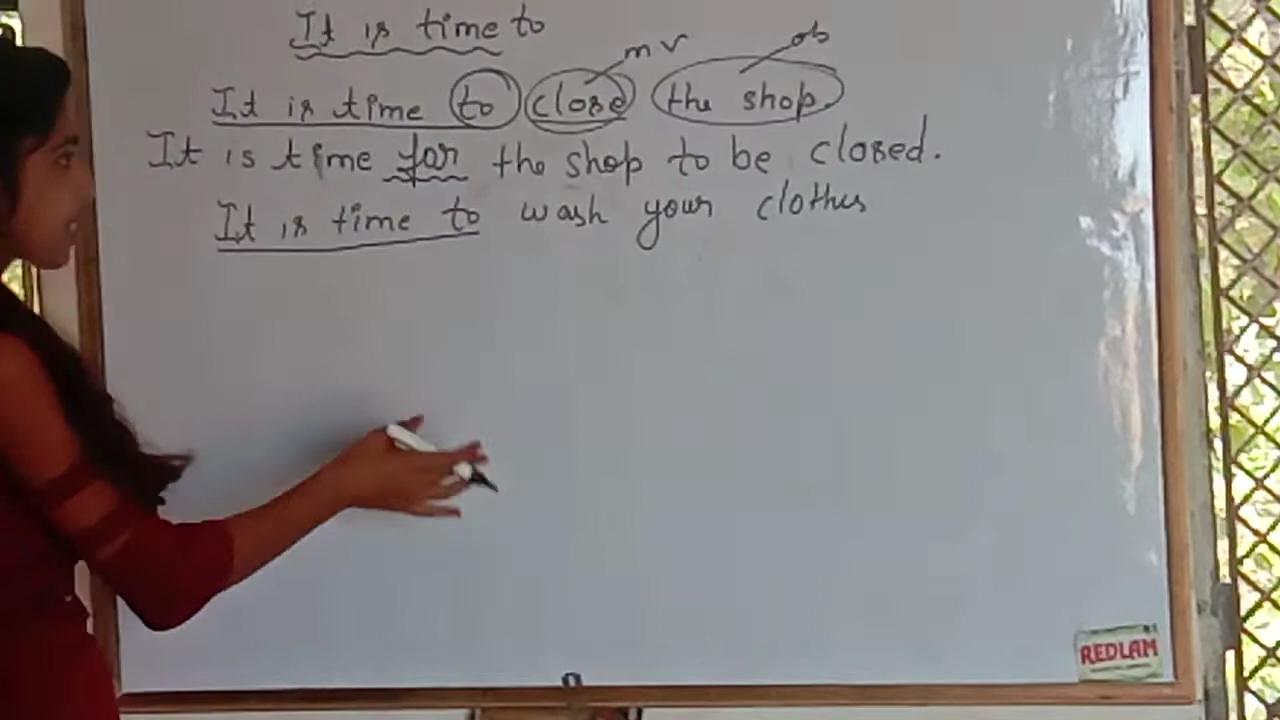 It is time to
m v ob
It is time to close the shop.
It is time for the shop to be closed.
It is time to wash your clothes
REDLAM